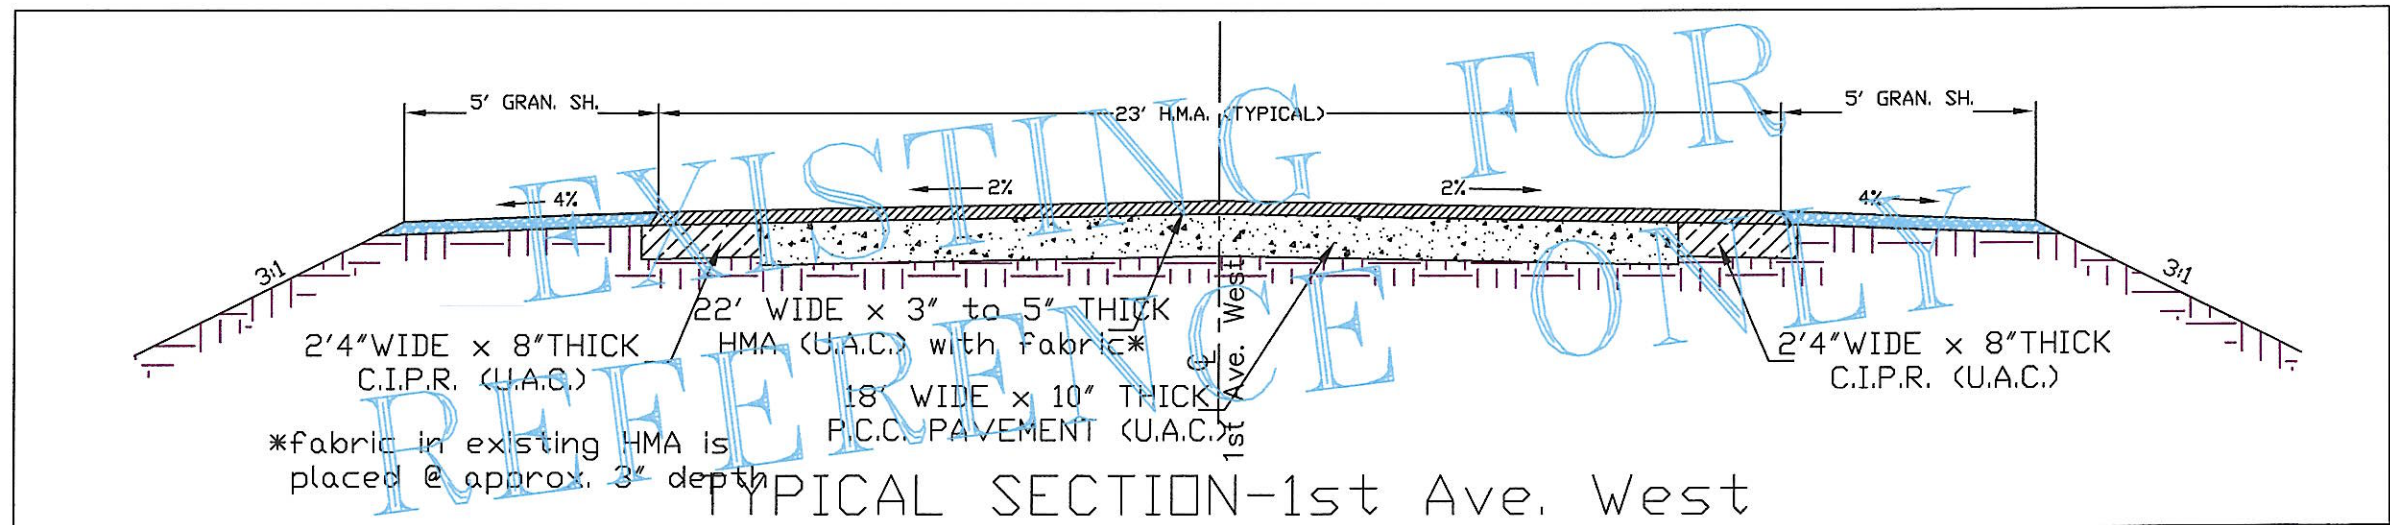 5' GRAN. SH.
23' H.M.A. (TYPICAL)
5' GRAN. SH.
4%
2%
2%
4%
3:1
3:1
22' WIDE x 3" to 5" THICK
HMA (U.A.C.) with fabric*
2'4"WIDE x 8"THICK
C.I.P.R. (U.A.C.)
18' WIDE x 10" THICK
P.C.C. PAVEMENT (U.A.C.)
2'4"WIDE x 8"THICK
C.I.P.R. (U.A.C.)
℄
1st Ave. West
*fabric in existing HMA is
placed @ approx. 3" depth
TYPICAL SECTION-1st Ave. West
EXISTING FOR
REFERENCE ONLY